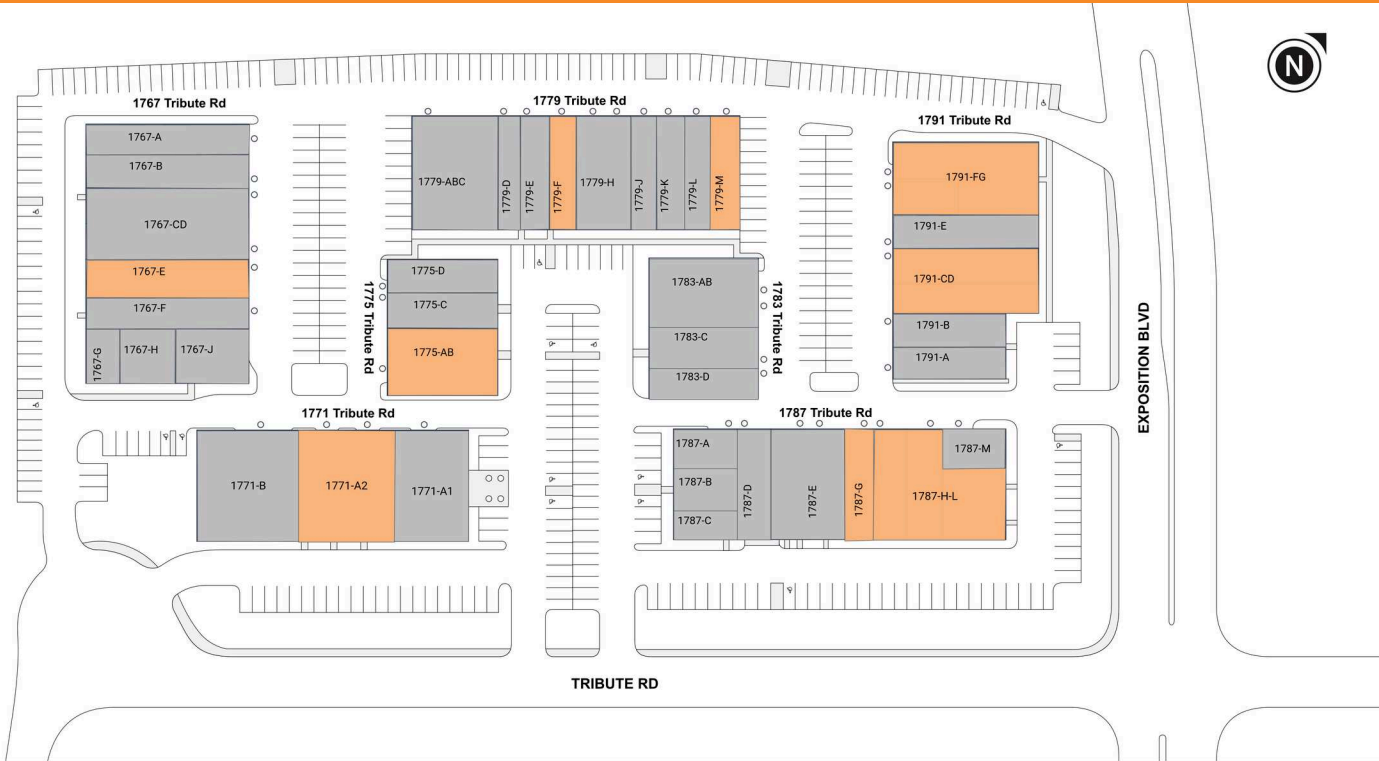 N
1767 Tribute Rd
1767-A
1767-B
1767-CD
1767-E
1767-F
1767-G
1767-H
1767-J
1779 Tribute Rd
1779-ABC
1779-D
1779-E
1779-F
1779-H
1779-J
1779-K
1779-L
1779-M
1791 Tribute Rd
1791-FG
1791-E
1791-CD
1791-B
1791-A
1775 Tribute Rd
1775-D
1775-C
1775-AB
1783 Tribute Rd
1783-AB
1783-C
1783-D
EXPOSITION BLVD
1771 Tribute Rd
1771-B
1771-A2
1771-A1
1787 Tribute Rd
1787-A
1787-B
1787-C
1787-D
1787-E
1787-G
1787-H-L
1787-M
TRIBUTE RD